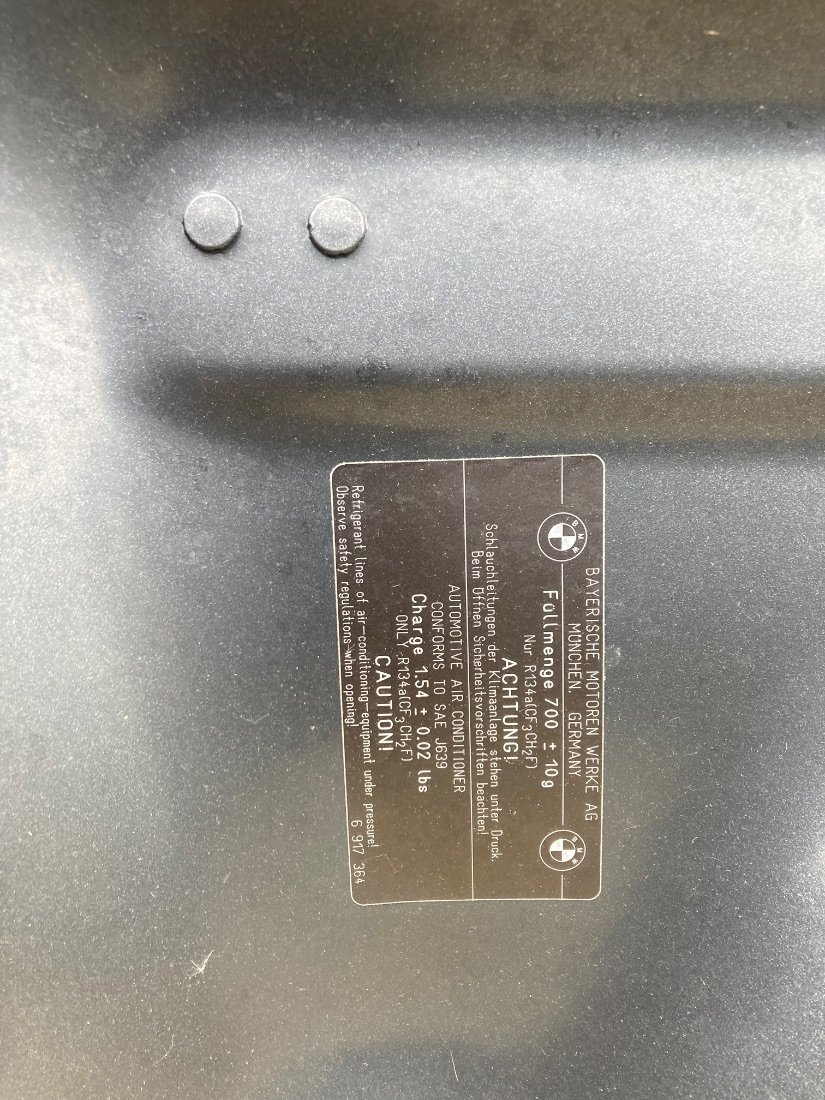 BAYERISCHE MOTOREN WERKE AG
MÜNCHEN. GERMANY.
BMW
BMW
Füllmenge 700 ± 10g
Nur R134a(CF₃CH₂F)
ACHTUNG!
Schlauchleitungen der Klimaanlage stehen unter Druck.
Beim Öffnen Sicherheitsvorschriften beachten!
AUTOMOTIVE AIR CONDITIONER
CONFORMS TO SAE J639
Charge 1.54 ± 0.02 lbs
ONLY R134a(CF₃CH₂F)
CAUTION!
Refrigerant lines of air-conditioning-equipment under pressure!
Observe safety regulations when opening!
6 917 364